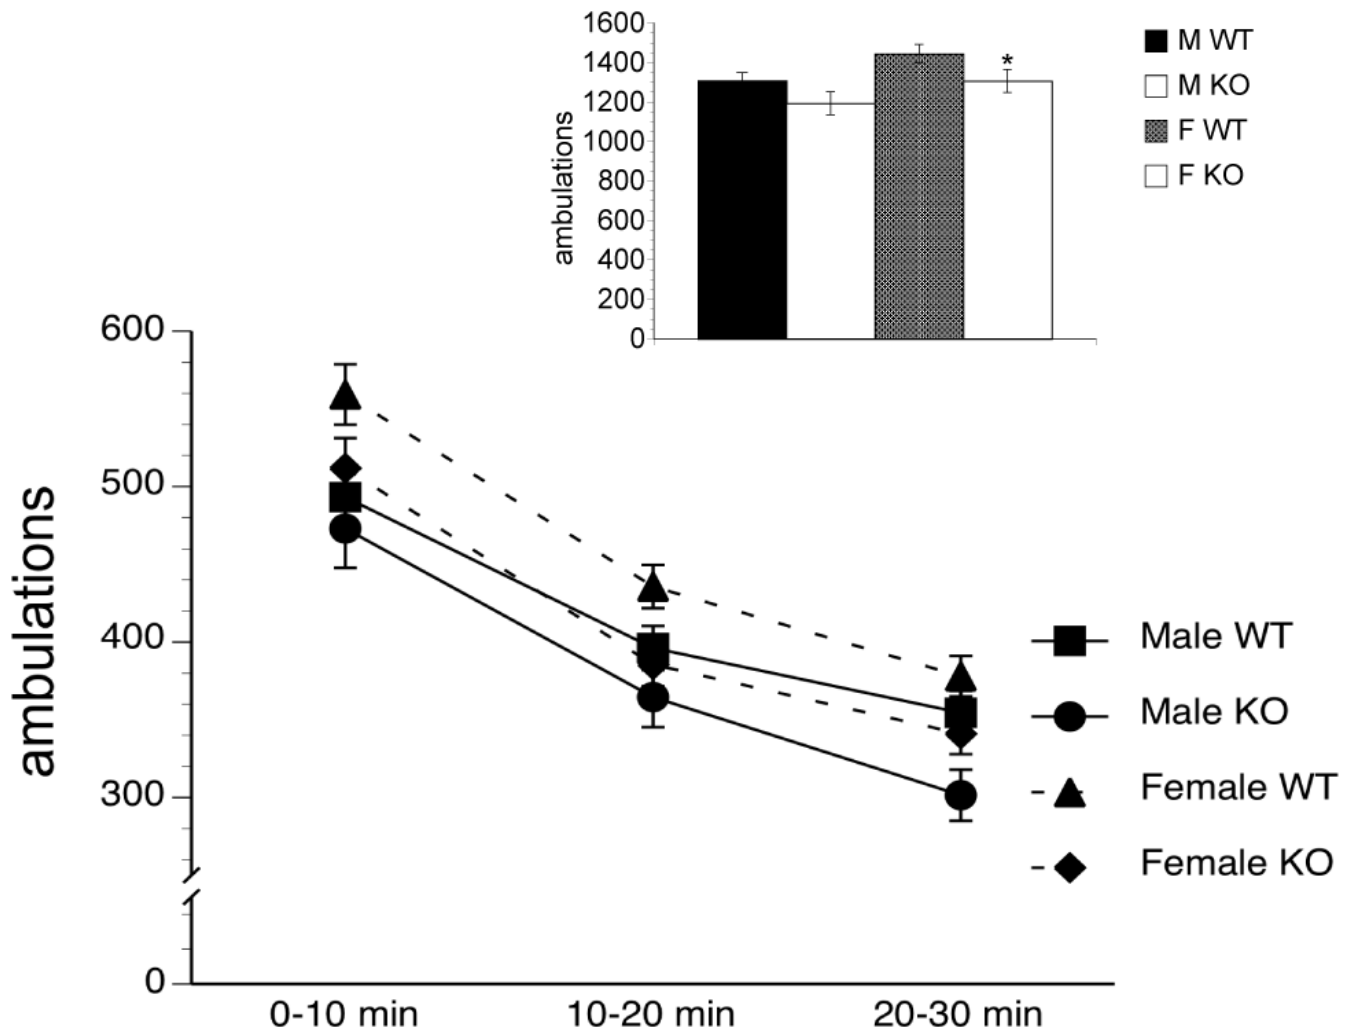 1600
1400
1200
1000
800
600
400
200
0
ambulations
*
M WT
M KO
F WT
F KO
600
500
400
300
0
ambulations
Male WT
Male KO
Female WT
Female KO
0-10 min 10-20 min 20-30 min